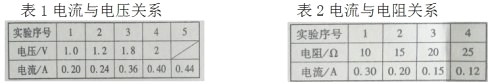 表 1 电流与电压关系
实验序号 1 2 3 4 5
电压/V 1.0 1.2 1.8 2
电流/A 0.20 0.24 0.36 0.40 0.44
表 2 电流与电阻关系
实验序号 1 2 3 4
电阻/Ω 10 15 20 25
电流/A 0.30 0.20 0.15 0.12